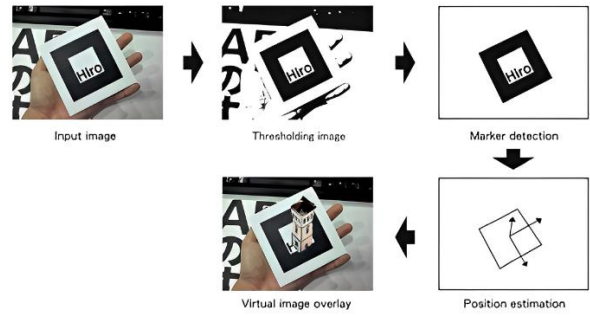 Hiro
Hiro
Hiro
Input image
Thresholding image
Marker detection
Virtual image overlay
Position estimation